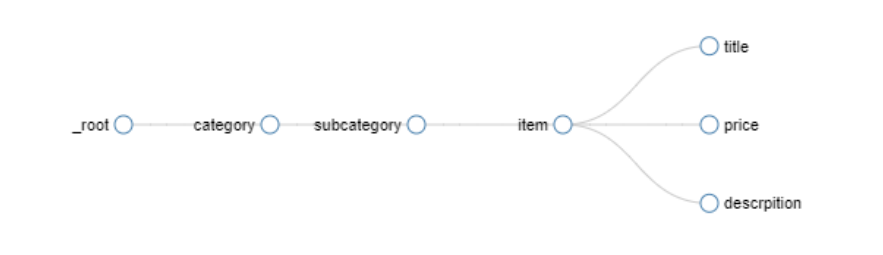 title
_root category subcategory item price
descrpition